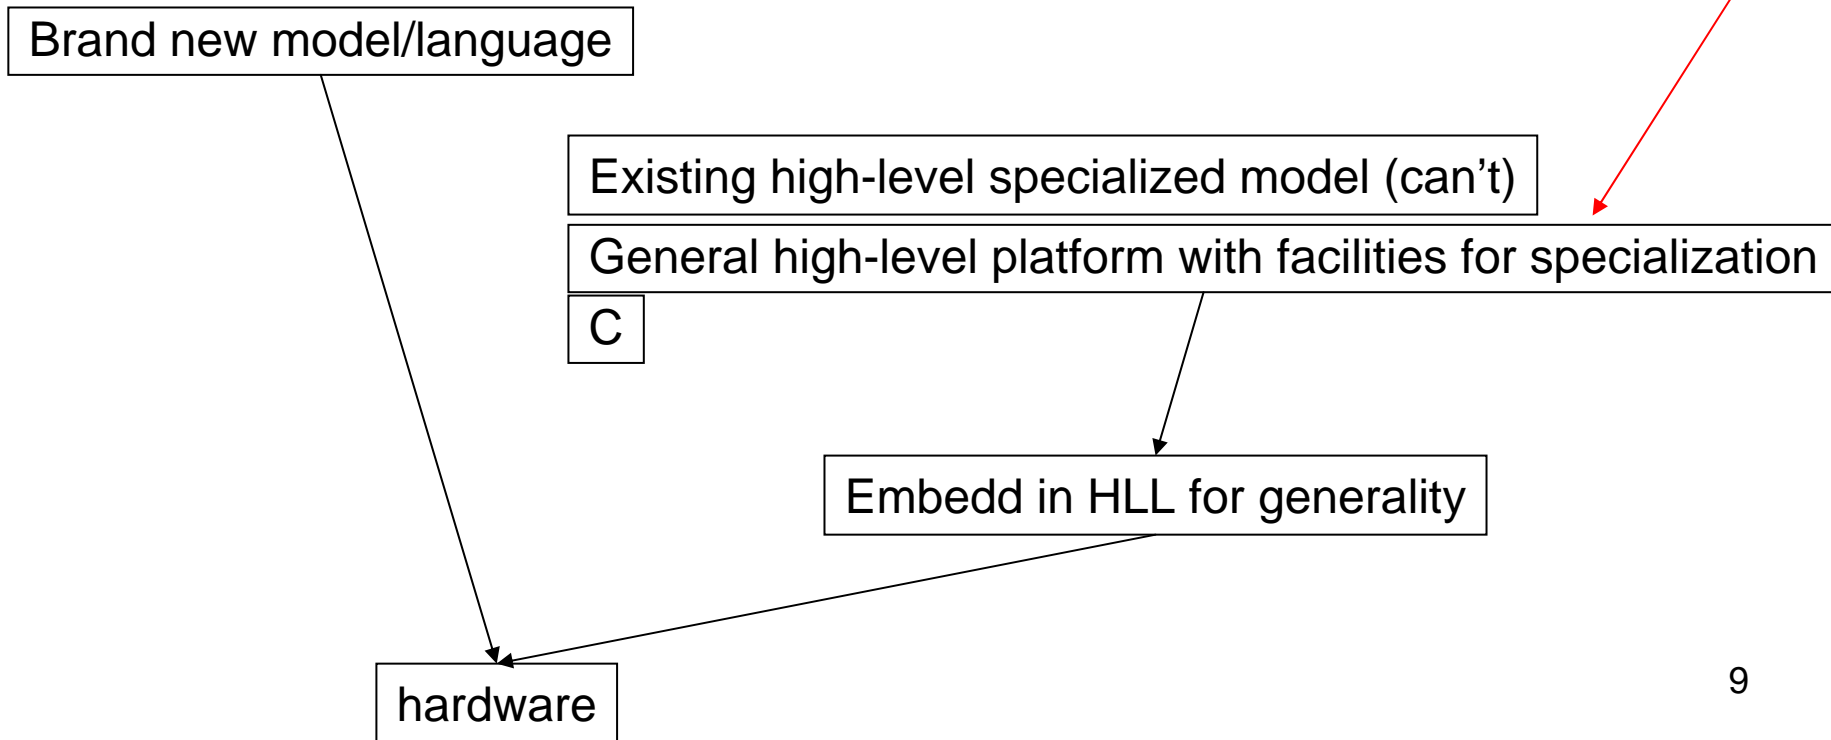 Brand new model/language
Existing high-level specialized model (can't)
General high-level platform with facilities for specialization
C
Embedd in HLL for generality
hardware
9